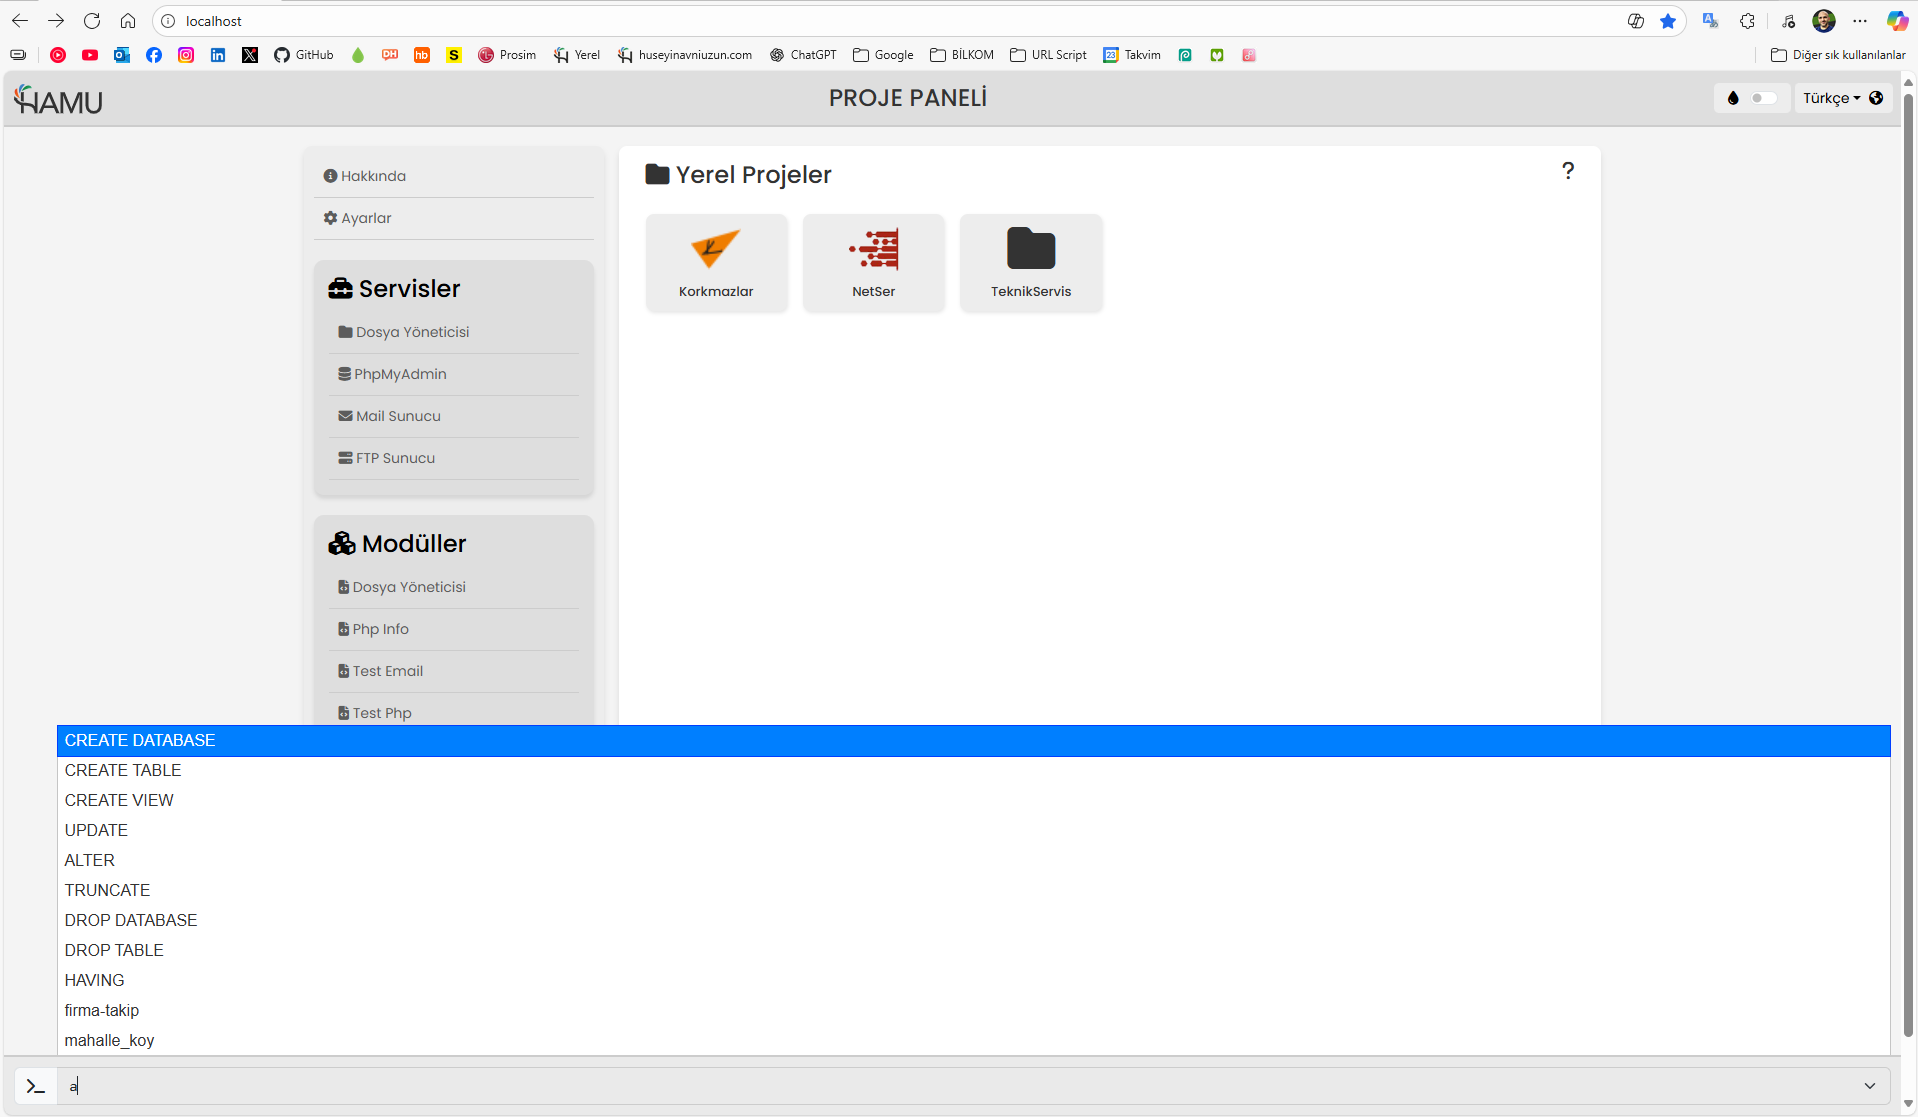 localhost
GitHub
DH
hb
S
Prosim
Yerel
huseyinavniuzun.com
ChatGPT
Google
BİLKOM
URL Script
23
Takvim
Diğer sık kullanılanlar
HAMU
PROJE PANELİ
Türkçe
Hakkında
Ayarlar
Servisler
Dosya Yöneticisi
PhpMyAdmin
Mail Sunucu
FTP Sunucu
Modüller
Dosya Yöneticisi
Php Info
Test Email
Test Php
Yerel Projeler
?
Korkmazlar
NetSer
TeknikServis
CREATE DATABASE
CREATE TABLE
CREATE VIEW
UPDATE
ALTER
TRUNCATE
DROP DATABASE
DROP TABLE
HAVING
firma-takip
mahalle_koy
a